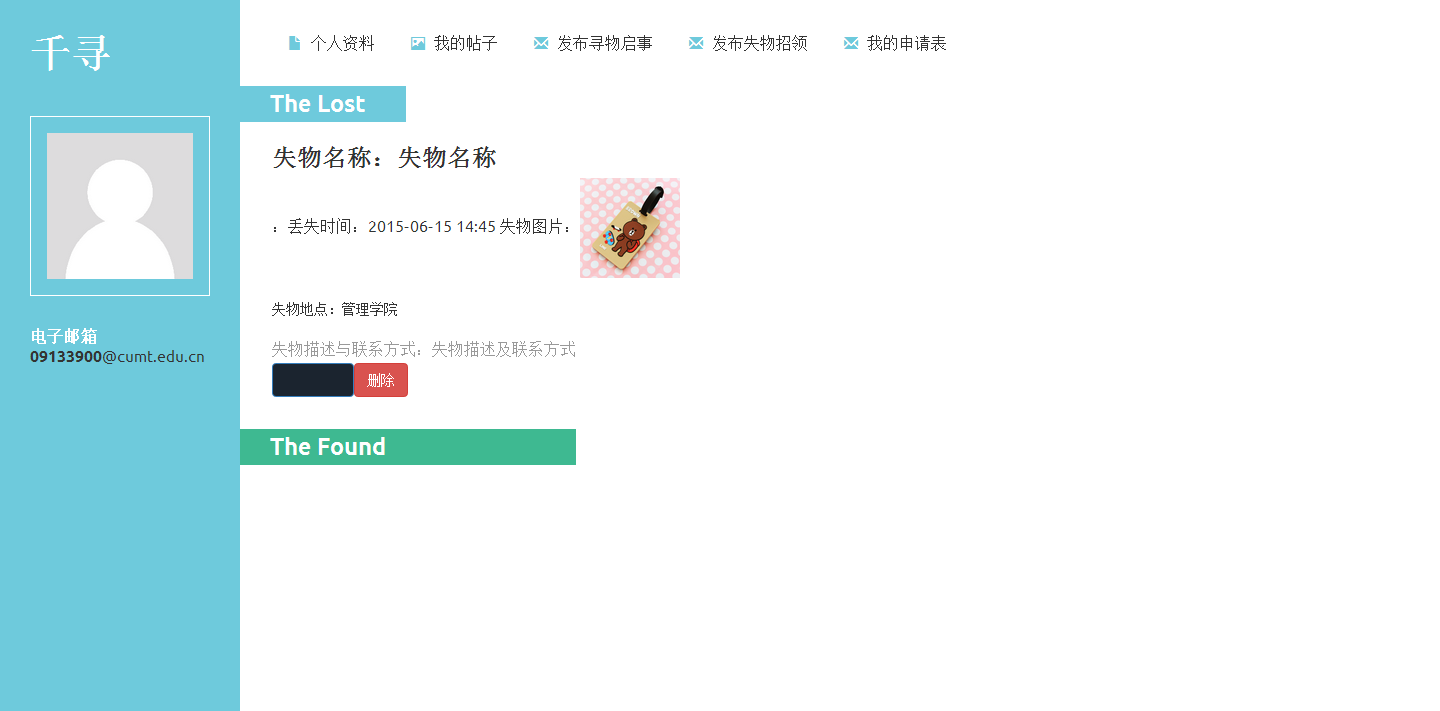 千寻
个人资料 我的帖子 发布寻物启事 发布失物招领 我的申请表
The Lost
失物名称：失物名称
：丢失时间：2015-06-15 14:45 失物图片：
失物地点：管理学院
失物描述与联系方式：失物描述及联系方式
删除
The Found
电子邮箱
09133900@cumt.edu.cn